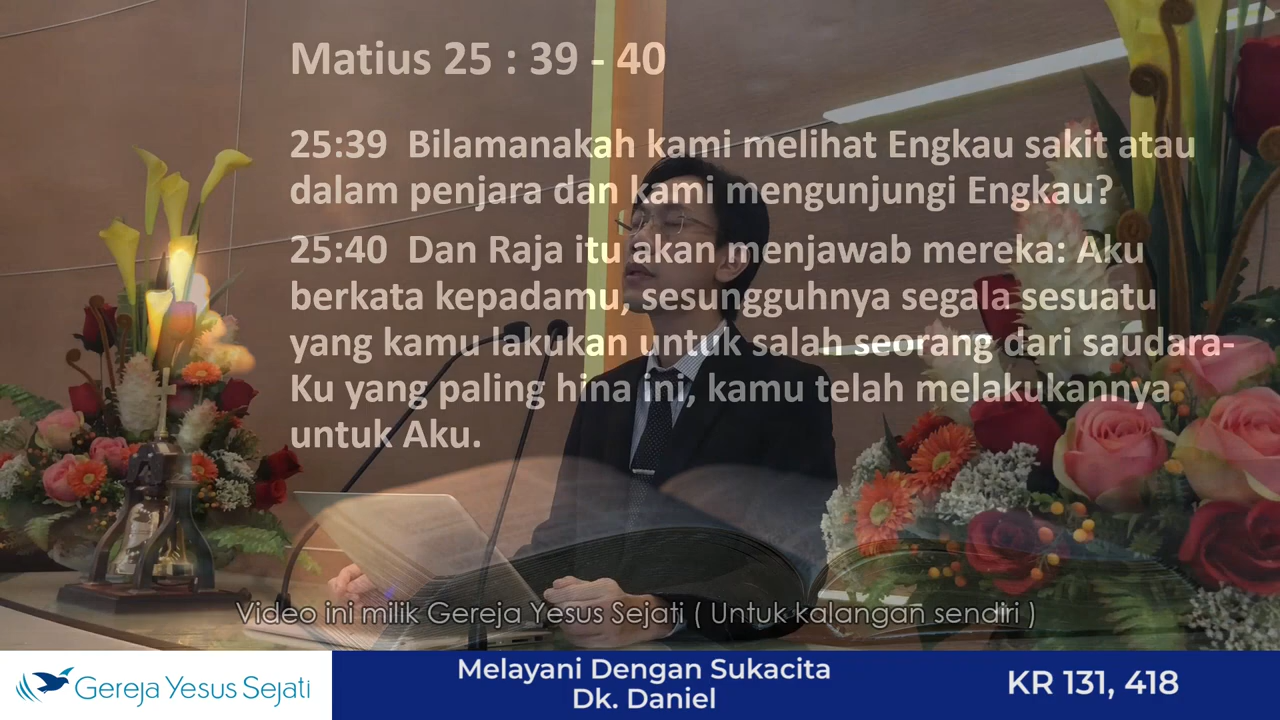 Matius 25 : 39 - 40
25:39 Bilamanakah kami melihat Engkau sakit atau
dalam penjara dan kami mengunjungi Engkau?
25:40 Dan Raja itu akan menjawab mereka: Aku
berkata kepadamu, sesungguhnya segala sesuatu
yang kamu lakukan untuk salah seorang dari saudara-
Ku yang paling hina ini, kamu telah melakukannya
untuk Aku.
Video ini milik Gereja Yesus Sejati ( Untuk kalangan sendiri )
Gereja Yesus Sejati
Melayani Dengan Sukacita
Dk. Daniel
KR 131, 418